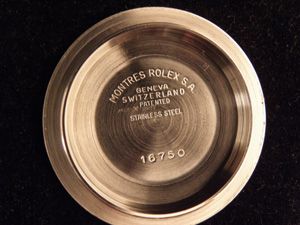 MONTRES ROLEX S.A.
GENEVA
SWITZERLAND
PATENTED
STAINLESS STEEL
16750